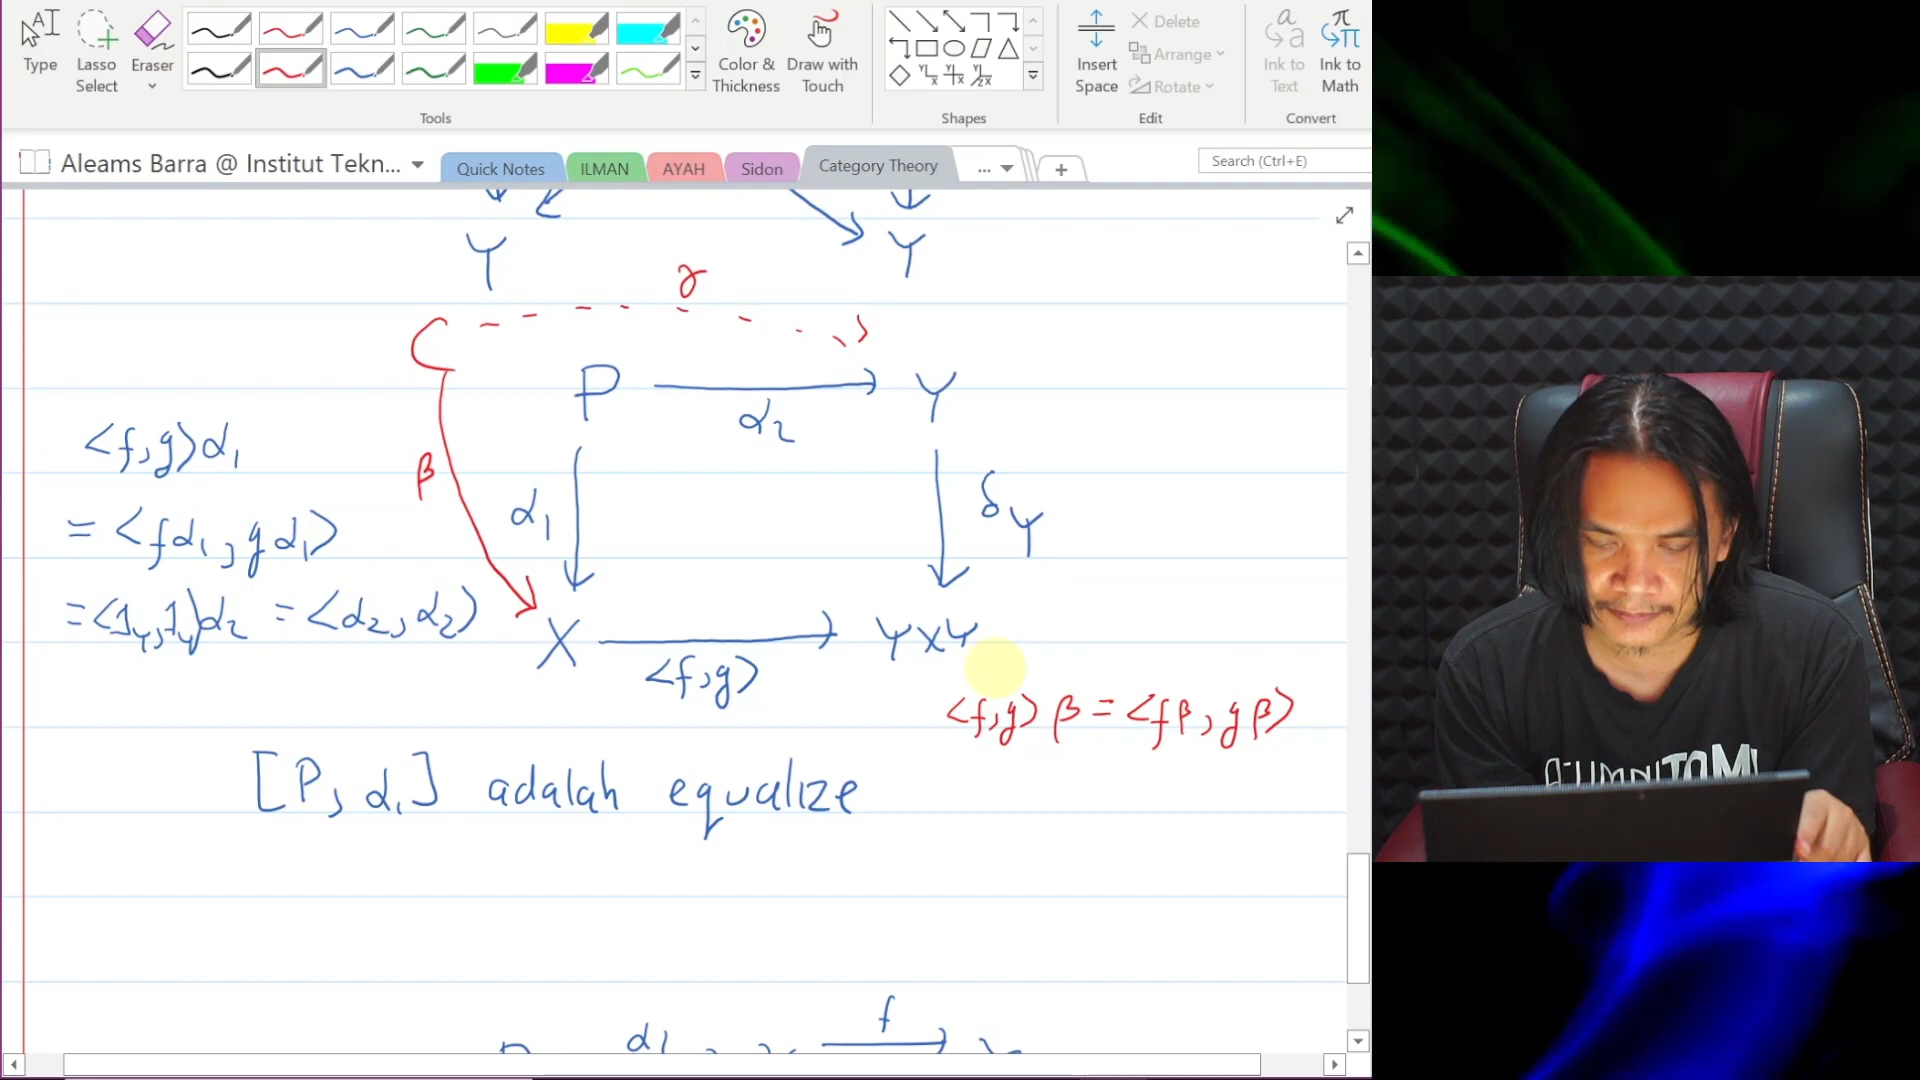 Type
Lasso Select
Eraser
Color & Thickness
Draw with Touch
Insert Space
Delete
Arrange
Rotate
Ink to Text
Ink to Math
Tools
Shapes
Edit
Convert
Aleams Barra @ Institut Tekn...
Quick Notes
ILMAN
AYAH
Sidon
Category Theory
...
Search (Ctrl+E)
Y Y
γ
P Y
α₂
<f,g>α₁
β
α₁
δ_Y
= <fα₁, gα₁>
= <1_Y, 1_Y>α₂ = <α₂, α₂>
X Y×Y
<f,g>
<f,g>β = <fβ, gβ>
[P, α₁] adalah equalize
f
α₁